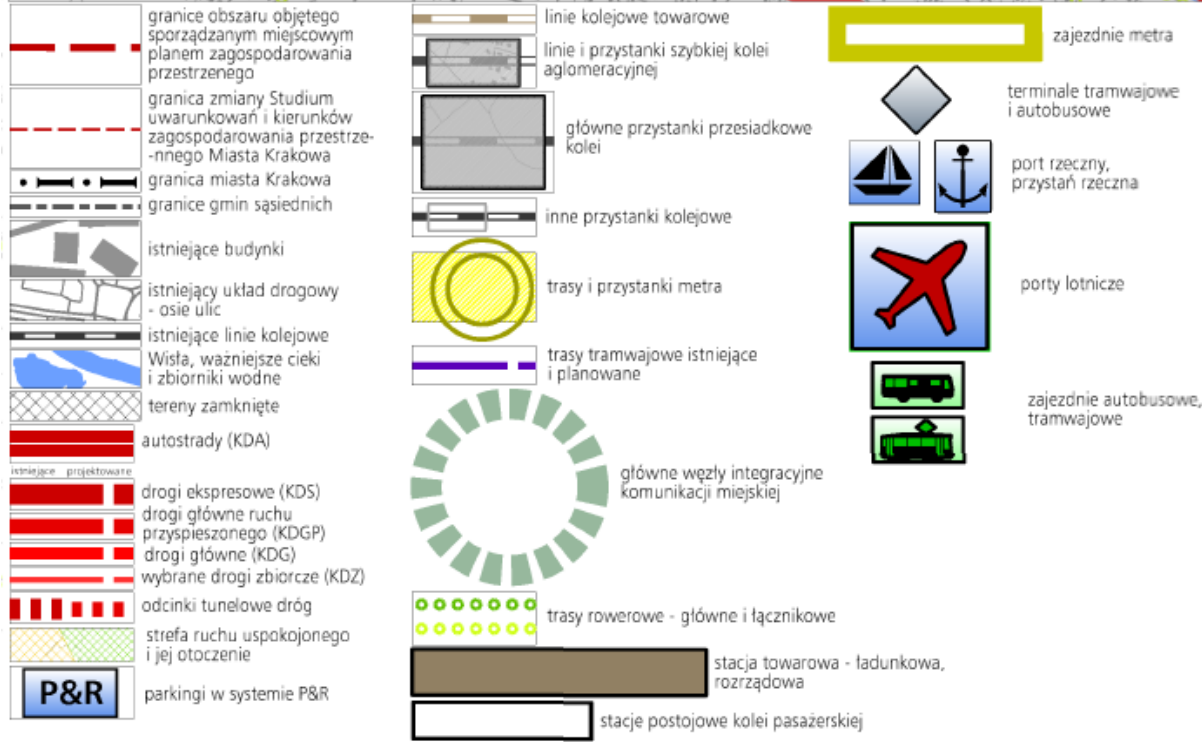 granice obszaru objętego
sporządzanym miejscowym
planem zagospodarowania
przestrzenego
granica zmiany Studium
uwarunkowań i kierunków
zagospodarowania przestrze-
-nnego Miasta Krakowa
granica miasta Krakowa
granice gmin sąsiednich
istniejące budynki
istniejący układ drogowy
- osie ulic
istniejące linie kolejowe
Wisła, ważniejsze cieki
i zbiorniki wodne
tereny zamknięte
autostrady (KDA)
istniejące projektowane
drogi ekspresowe (KDS)
drogi główne ruchu
przyspieszonego (KDGP)
drogi główne (KDG)
wybrane drogi zbiorcze (KDZ)
odcinki tunelowe dróg
strefa ruchu uspokojonego
i jej otoczenie
P&R
parkingi w systemie P&R
linie kolejowe towarowe
linie i przystanki szybkiej kolei
aglomeracyjnej
główne przystanki przesiadkowe
kolei
inne przystanki kolejowe
trasy i przystanki metra
trasy tramwajowe istniejące
i planowane
główne węzły integracyjne
komunikacji miejskiej
trasy rowerowe - główne i łącznikowe
stacja towarowa - ładunkowa,
rozrządowa
stacje postojowe kolei pasażerskiej
zajezdnie metra
terminale tramwajowe
i autobusowe
port rzeczny,
przystań rzeczna
porty lotnicze
zajezdnie autobusowe,
tramwajowe